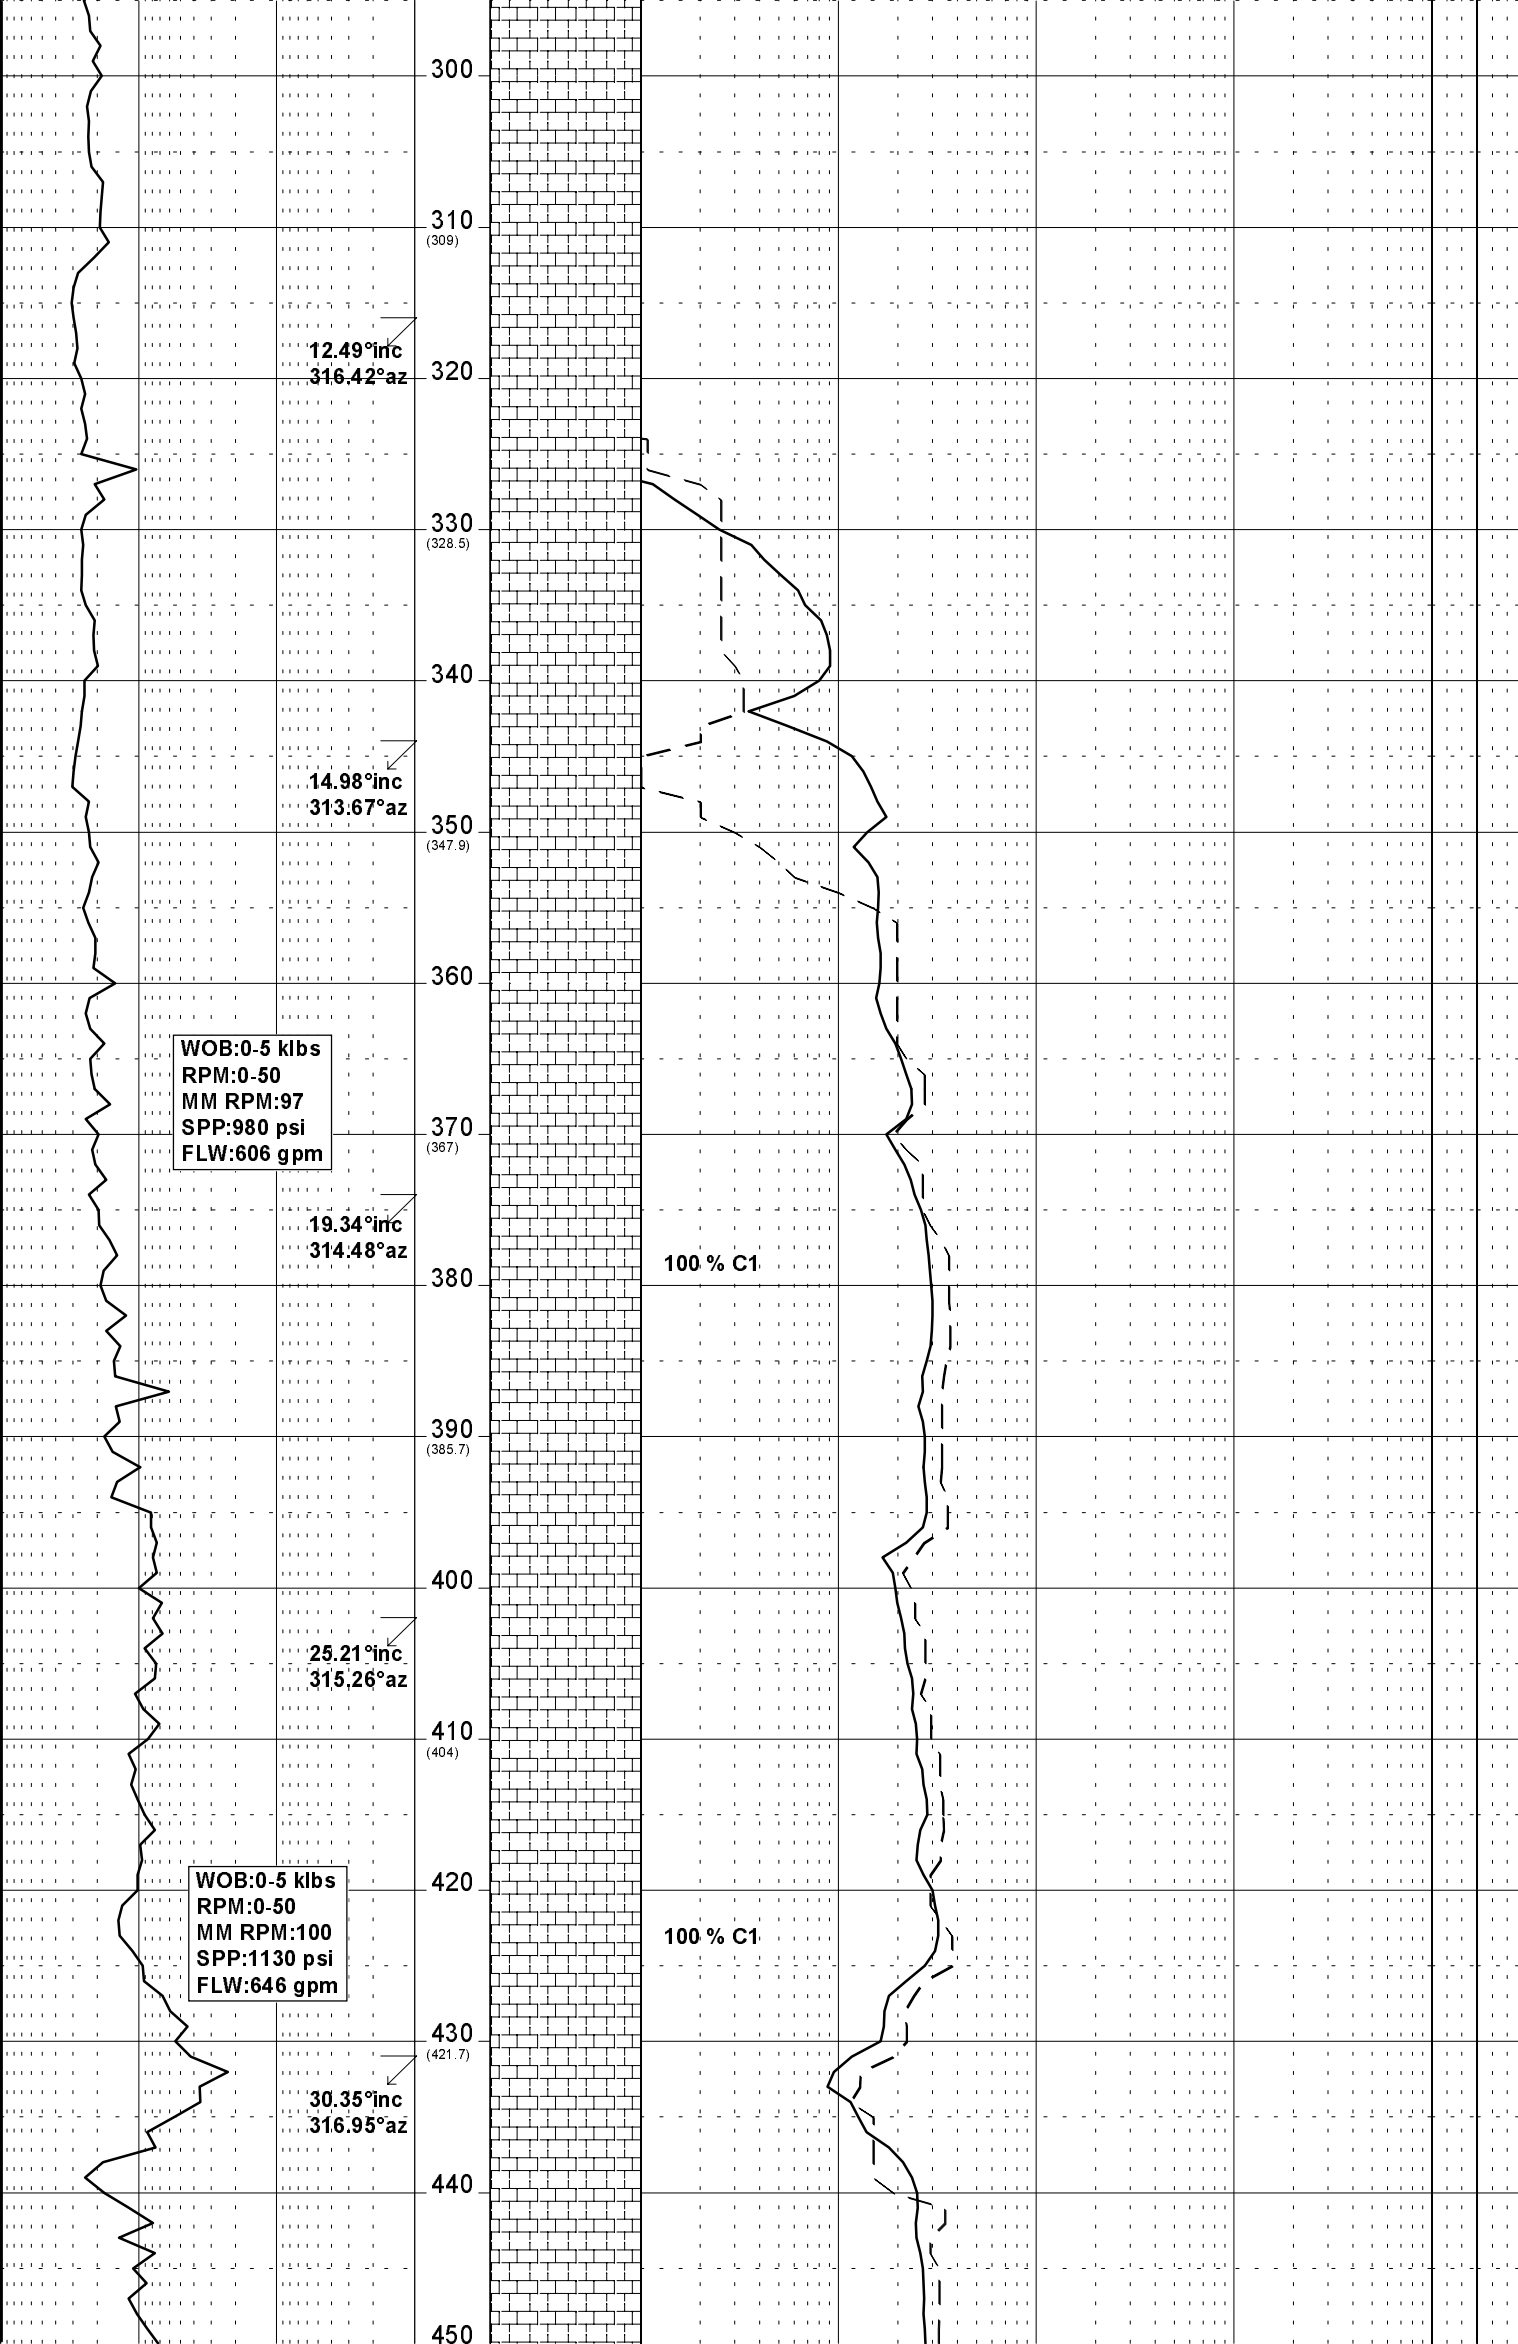 300
310
(309)
12.49°inc
316.42°az
320
330
(328.5)
340
14.98°inc
313.67°az
350
(347.9)
360
WOB:0-5 klbs
RPM:0-50
MM RPM:97
SPP:980 psi
FLW:606 gpm
370
(367)
19.34°inc
314.48°az
100 % C1
380
390
(385.7)
400
25.21°inc
315.26°az
410
(404)
WOB:0-5 klbs
RPM:0-50
MM RPM:100
SPP:1130 psi
FLW:646 gpm
420
100 % C1
430
(421.7)
30.35°inc
316.95°az
440
450